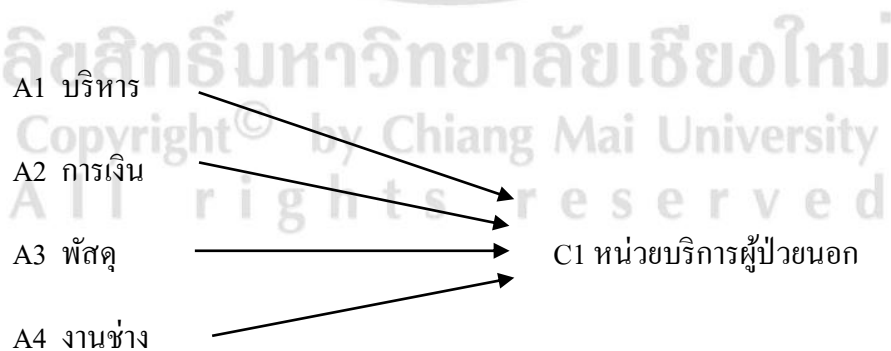 ลิขสิทธิ์มหาวิทยาลัยเชียงใหม่
A1 บริหาร
Copyright© by Chiang Mai University
A2 การเงิน
All rights reserved
A3 พัสดุ
C1 หน่วยบริการผู้ป่วยนอก
A4 งานช่าง